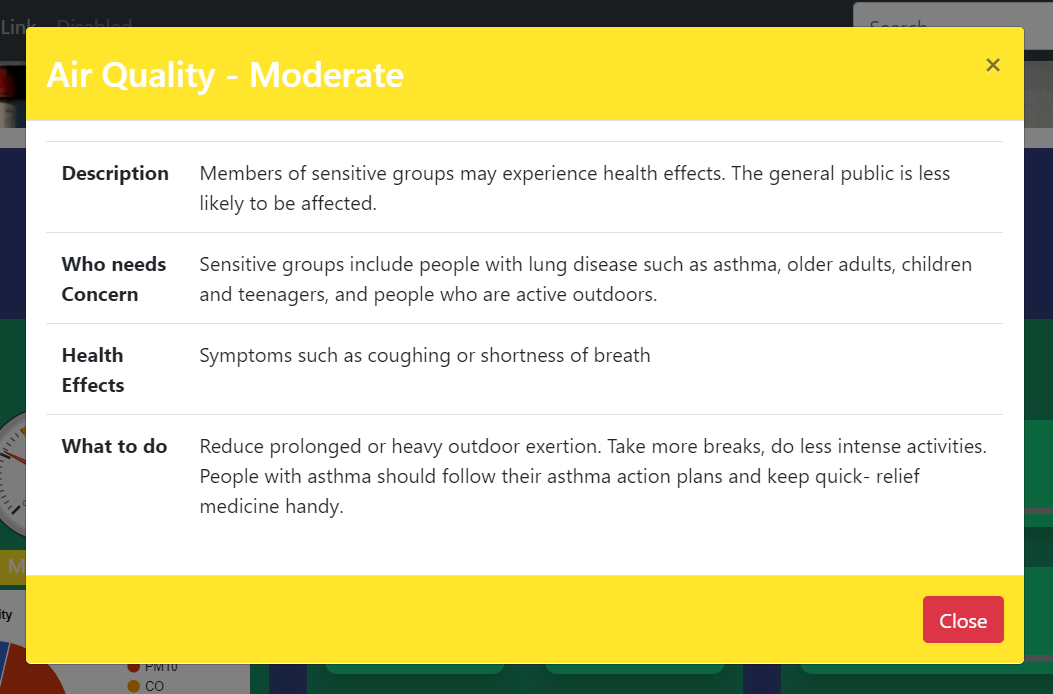 Link Disabled
Search
Air Quality - Moderate
×
Description
Members of sensitive groups may experience health effects. The general public is less
likely to be affected.
Who needs
Concern
Sensitive groups include people with lung disease such as asthma, older adults, children
and teenagers, and people who are active outdoors.
Health
Effects
Symptoms such as coughing or shortness of breath
What to do
Reduce prolonged or heavy outdoor exertion. Take more breaks, do less intense activities.
People with asthma should follow their asthma action plans and keep quick- relief
medicine handy.
Close
PM10
CO